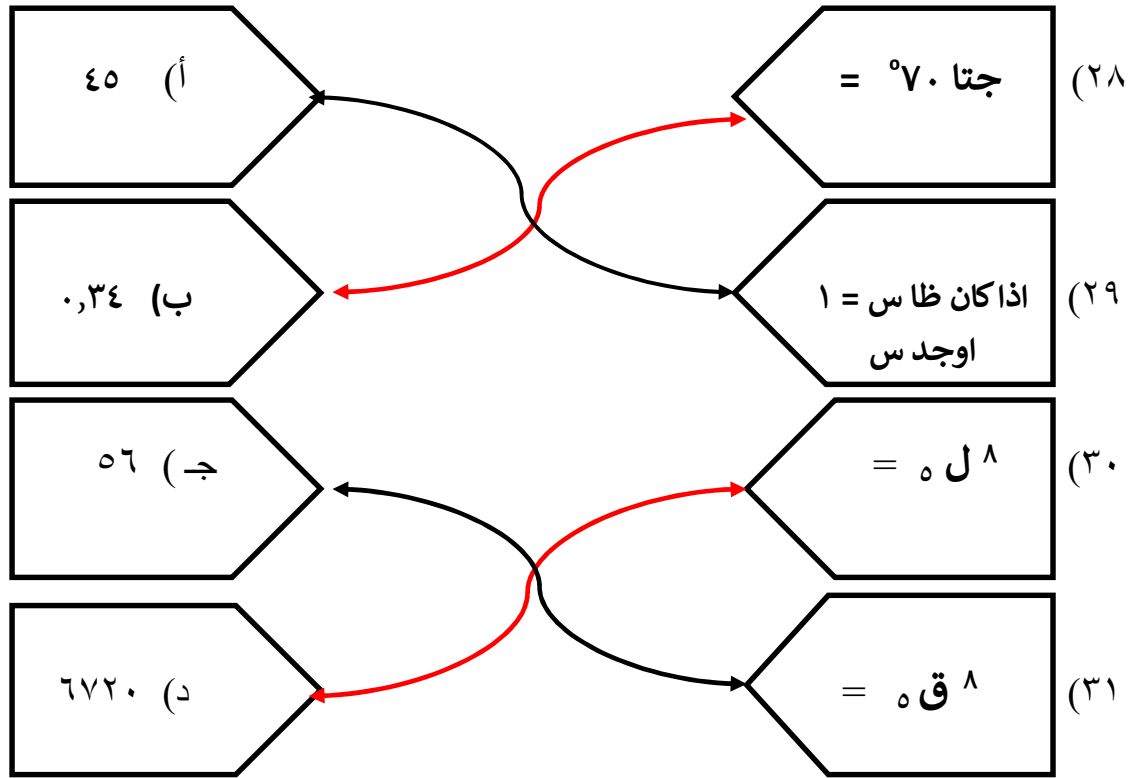 ٢٨) جتا ٧٠° =
أ) ٤٥
٢٩) اذا كان ظا س = ١
اوجد س
ب) ٠,٣٤
٣٠) ٨ ل ٥ =
جـ) ٥٦
٣١) ٨ ق ٥ =
د) ٦٧٢٠